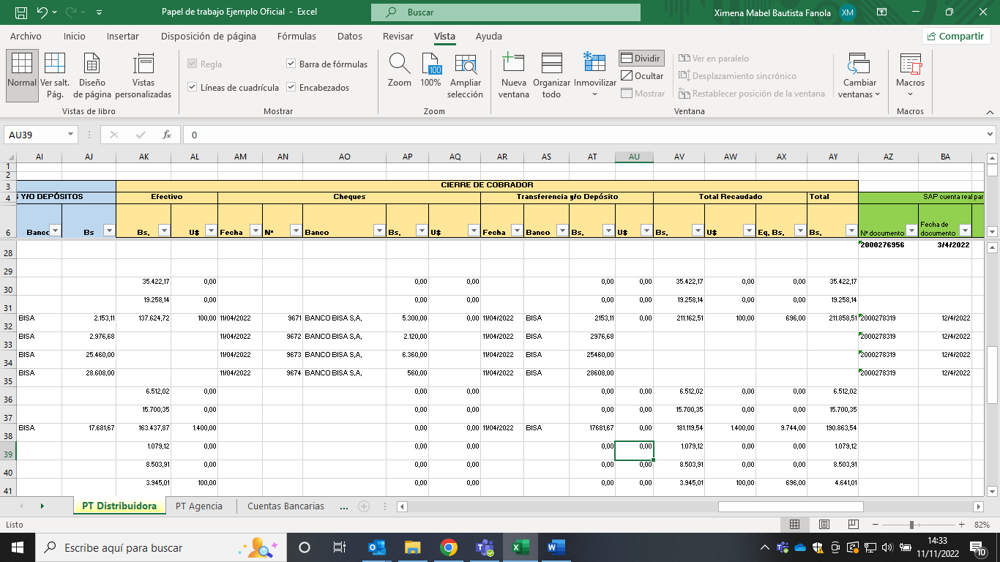 Papel de trabajo Ejemplo Oficial - Excel
Buscar
Ximena Mabel Bautista Fanola XM
Archivo Inicio Insertar Disposición de página Fórmulas Datos Revisar Vista Ayuda Compartir
Normal
Ver salt. Pág.
Diseño de página
Vistas personalizadas
Vistas de libro
Regla
Barra de fórmulas
Líneas de cuadrícula
Encabezados
Mostrar
Zoom
100%
Ampliar selección
Zoom
Nueva ventana
Organizar todo
Inmovilizar
Dividir
Ocultar
Mostrar
Ver en paralelo
Desplazamiento sincrónico
Restablecer posición de la ventana
Cambiar ventanas
Ventana
Macros
Macros
AU39 fx 0
AI AJ AK AL AM AN AO AP AQ AR AS AT AU AV AW AX AY AZ BA
1
2
3 CIERRE DE COBRADOR
4 Y/O DEPÓSITOS Efectivo Cheques Transferencia y/o Depósito Total Recaudado Total SAP cuenta real par
6 Banco Bs Bs. U$ Fecha N° Banco Bs. U$ Fecha Banco Bs. U$ Bs. U$ Eq. Bs. Bs. N° documento Fecha de documento
28 2000276956 3/4/2022
29
30 35.422,17 0,00 0,00 0,00 0,00 0,00 35.422,17 0,00 0,00 35.422,17
31 19.258,14 0,00 0,00 0,00 0,00 0,00 19.258,14 0,00 0,00 19.258,14
32 BISA 2.153,11 137.624,72 100,00 11/04/2022 9671 BANCO BISA S,A, 5.300,00 0,00 11/04/2022 BISA 2153,11 0,00 211.162,51 100,00 696,00 211.858,51 2000278319 12/4/2022
33 BISA 2.976,68 11/04/2022 9672 BANCO BISA S,A, 2.120,00 11/04/2022 BISA 2976,68 2000278319 12/4/2022
34 BISA 25.460,00 11/04/2022 9673 BANCO BISA S,A, 6.360,00 11/04/2022 BISA 25460,00 2000278319 12/4/2022
35 BISA 28.608,00 11/04/2022 9674 BANCO BISA S,A, 560,00 11/04/2022 BISA 28608,00 2000278319 12/4/2022
36 6.512,02 0,00 0,00 0,00 0,00 0,00 6.512,02 0,00 0,00 6.512,02
37 15.700,35 0,00 0,00 0,00 0,00 0,00 15.700,35 0,00 0,00 15.700,35
38 BISA 17.681,67 163.437,87 1.400,00 0,00 0,00 11/04/2022 BISA 17681,67 0,00 181.119,54 1.400,00 9.744,00 190.863,54
39 1.079,12 0,00 0,00 0,00 0,00 0,00 1.079,12 0,00 0,00 1.079,12
40 8.503,91 0,00 0,00 0,00 0,00 0,00 8.503,91 0,00 0,00 8.503,91
41 3.945,01 100,00 0,00 0,00 0,00 0,00 3.945,01 100,00 696,00 4.641,01
PT Distribuidora PT Agencia Cuentas Bancarias ...
Listo 82%
Escribe aquí para buscar
14:33
11/11/2022
10